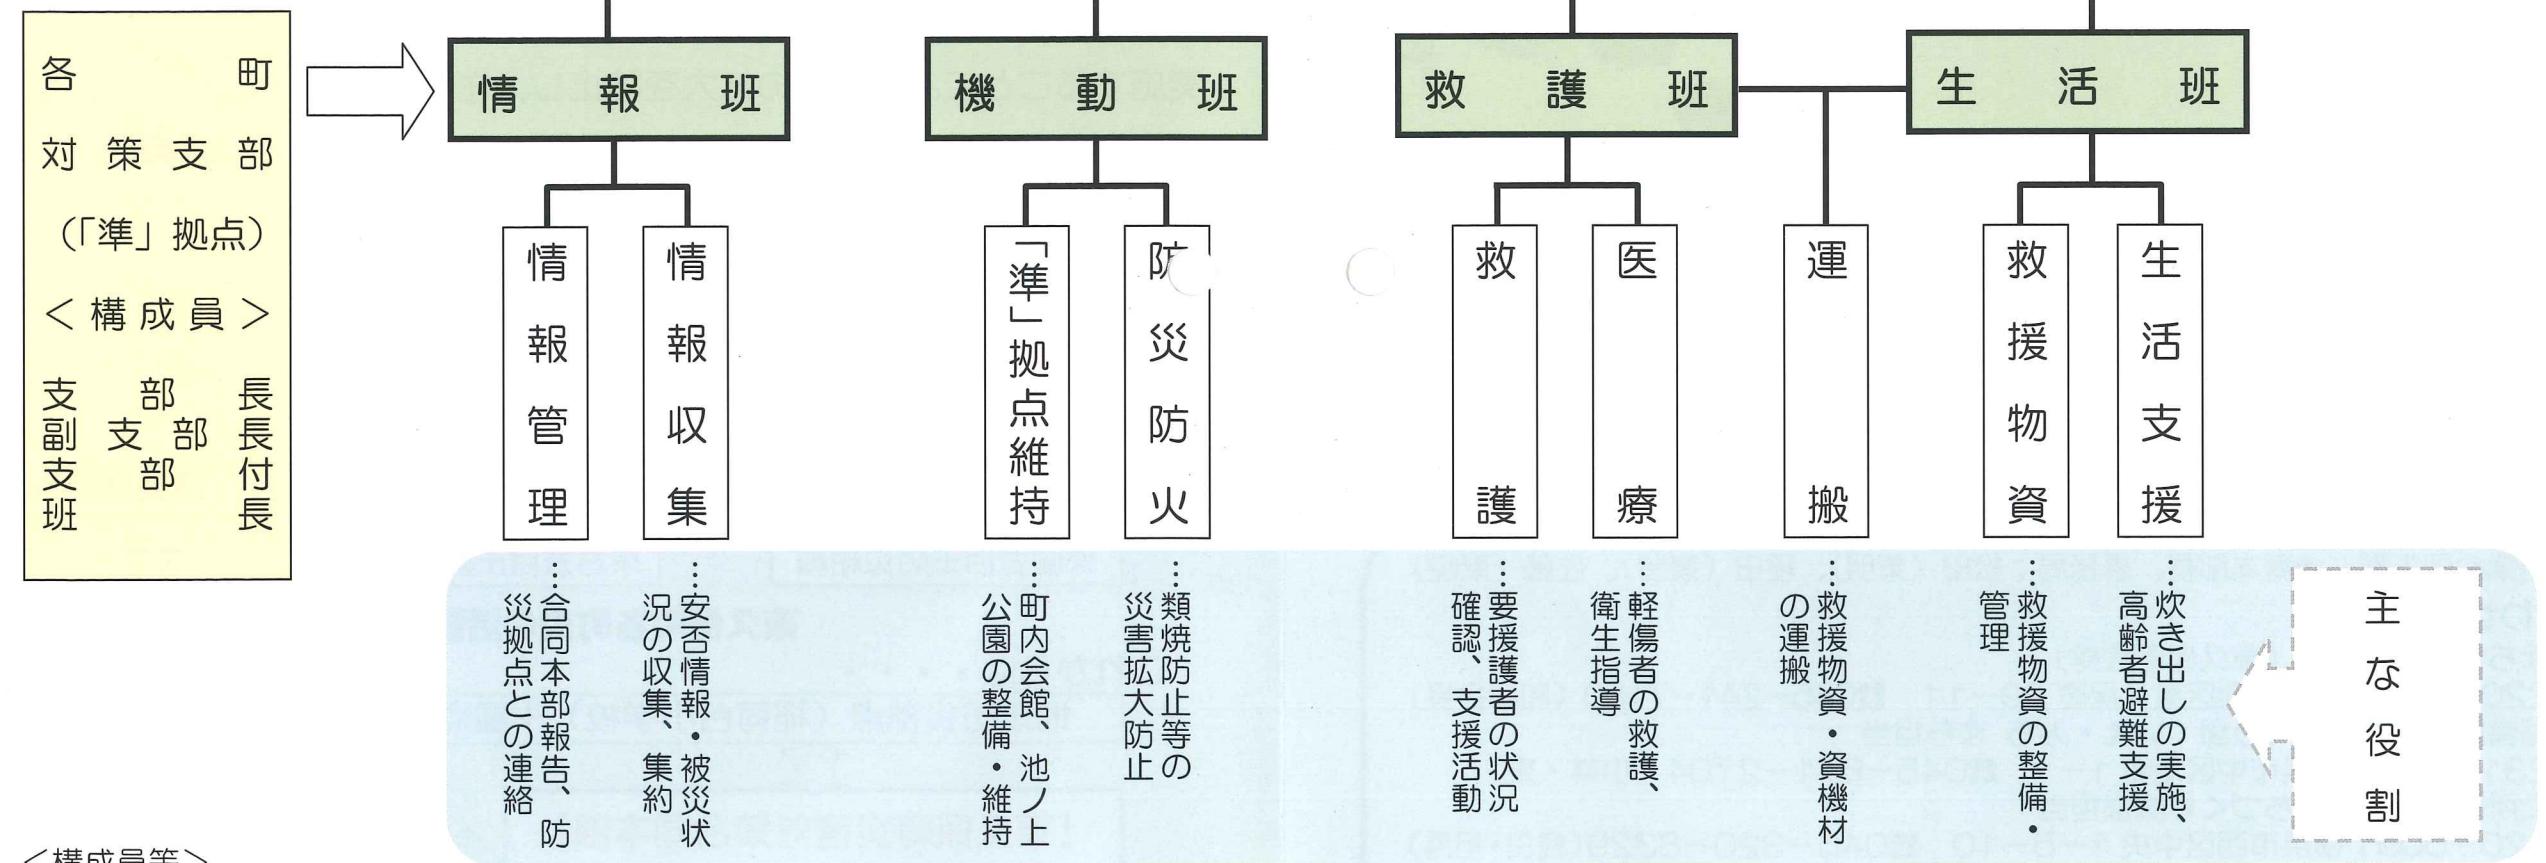 各町
対策支部
（「準」拠点）
＜構成員＞
支部長
副支部長
支部付
班長
情報班
機動班
救護班
生活班
情報管理
情報収集
「準」拠点維持
防災防火
救護
医療
運搬
救援物資
生活支援
…合同本部報告、防
災拠点との連絡
…安否情報・被災状
況の収集、集約
…町内会館、池ノ上
公園の整備・維持
…類焼防止等の
災害拡大防止
…要援護者の状況
確認、支援活動
…軽傷者の救護、
衛生指導
…救援物資・資機材
の運搬
…救援物資の整備・
管理
…炊き出しの実施、
高齢者避難支援
主な役割
＜構成員等＞